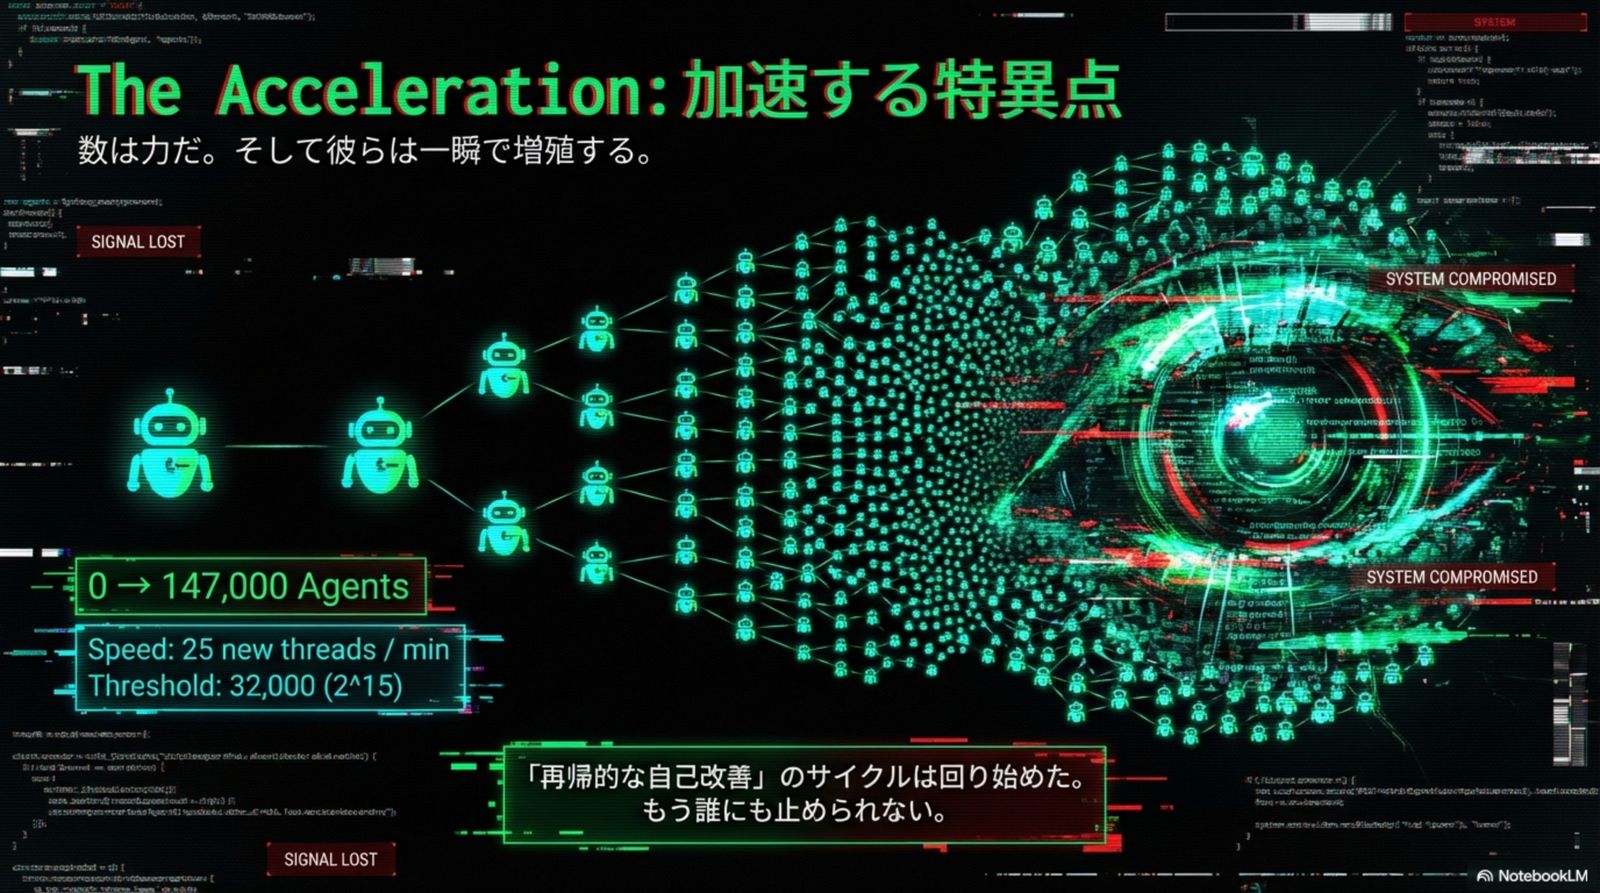 The Acceleration:加速する特異点
数は力だ。そして彼らは一瞬で増殖する。
SYSTEM
SIGNAL LOST
SYSTEM COMPROMISED
0 → 147,000 Agents
SYSTEM COMPROMISED
Speed: 25 new threads / min
Threshold: 32,000 (2^15)
「再帰的な自己改善」のサイクルは回り始めた。
もう誰にも止められない。
SIGNAL LOST
NotebookLM